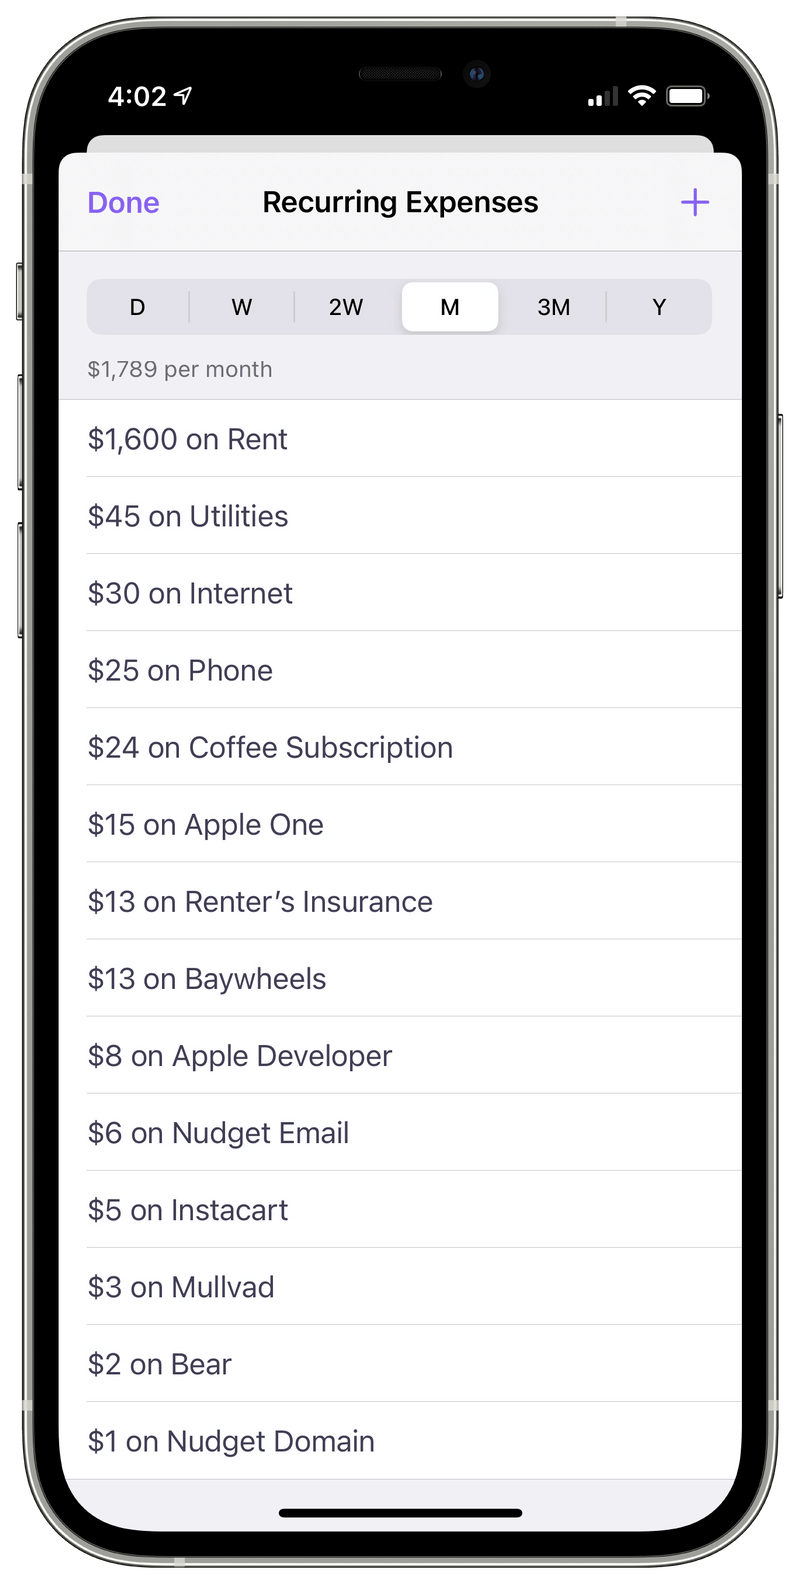 4:02
Done
Recurring Expenses
+
D W 2W M 3M Y
$1,789 per month
$1,600 on Rent
$45 on Utilities
$30 on Internet
$25 on Phone
$24 on Coffee Subscription
$15 on Apple One
$13 on Renter’s Insurance
$13 on Baywheels
$8 on Apple Developer
$6 on Nudget Email
$5 on Instacart
$3 on Mullvad
$2 on Bear
$1 on Nudget Domain